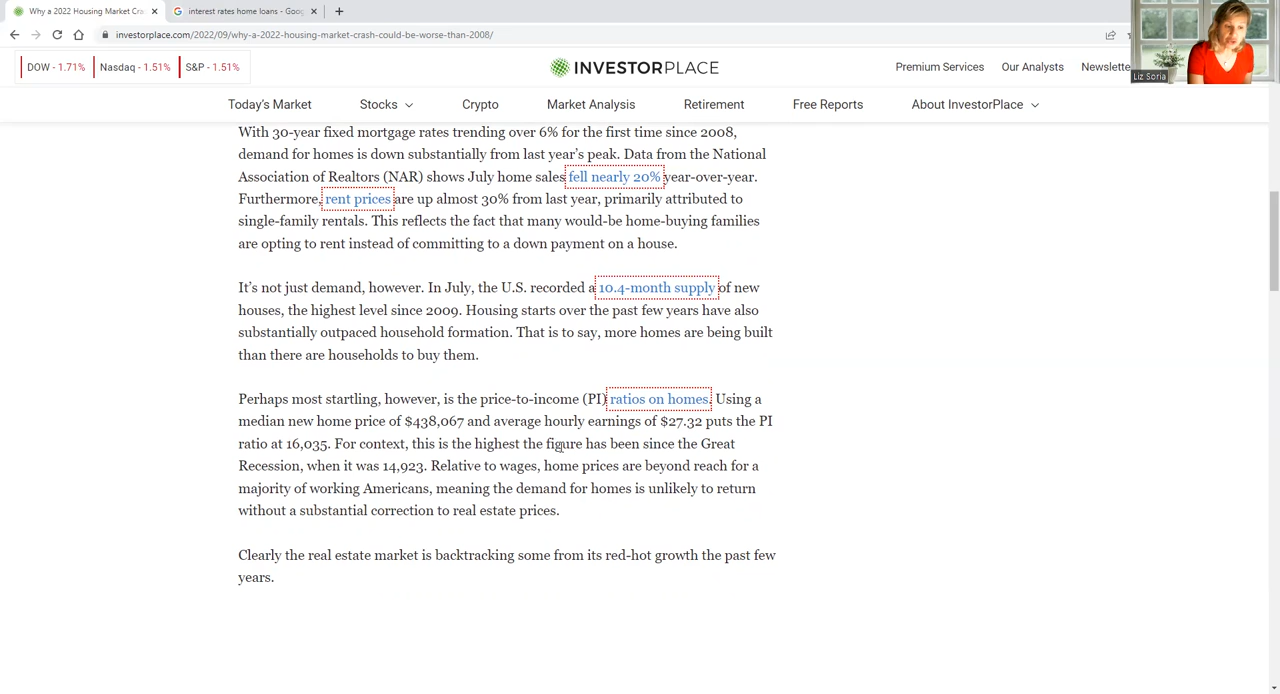 Why a 2022 Housing Market Cra
interest rates home loans - Goog
investorplace.com/2022/09/why-a-2022-housing-market-crash-could-be-worse-than-2008/
Liz Soria
DOW - 1.71% Nasdaq - 1.51% S&P - 1.51%
INVESTORPLACE
Premium Services Our Analysts Newslette
Today's Market Stocks Crypto Market Analysis Retirement Free Reports About InvestorPlace
With 30-year fixed mortgage rates trending over 6% for the first time since 2008,
demand for homes is down substantially from last year's peak. Data from the National
Association of Realtors (NAR) shows July home sales fell nearly 20% year-over-year.
Furthermore, rent prices are up almost 30% from last year, primarily attributed to
single-family rentals. This reflects the fact that many would-be home-buying families
are opting to rent instead of committing to a down payment on a house.
It's not just demand, however. In July, the U.S. recorded a 10.4-month supply of new
houses, the highest level since 2009. Housing starts over the past few years have also
substantially outpaced household formation. That is to say, more homes are being built
than there are households to buy them.
Perhaps most startling, however, is the price-to-income (PI) ratios on homes. Using a
median new home price of $438,067 and average hourly earnings of $27.32 puts the PI
ratio at 16,035. For context, this is the highest the figure has been since the Great
Recession, when it was 14,923. Relative to wages, home prices are beyond reach for a
majority of working Americans, meaning the demand for homes is unlikely to return
without a substantial correction to real estate prices.
Clearly the real estate market is backtracking some from its red-hot growth the past few
years.